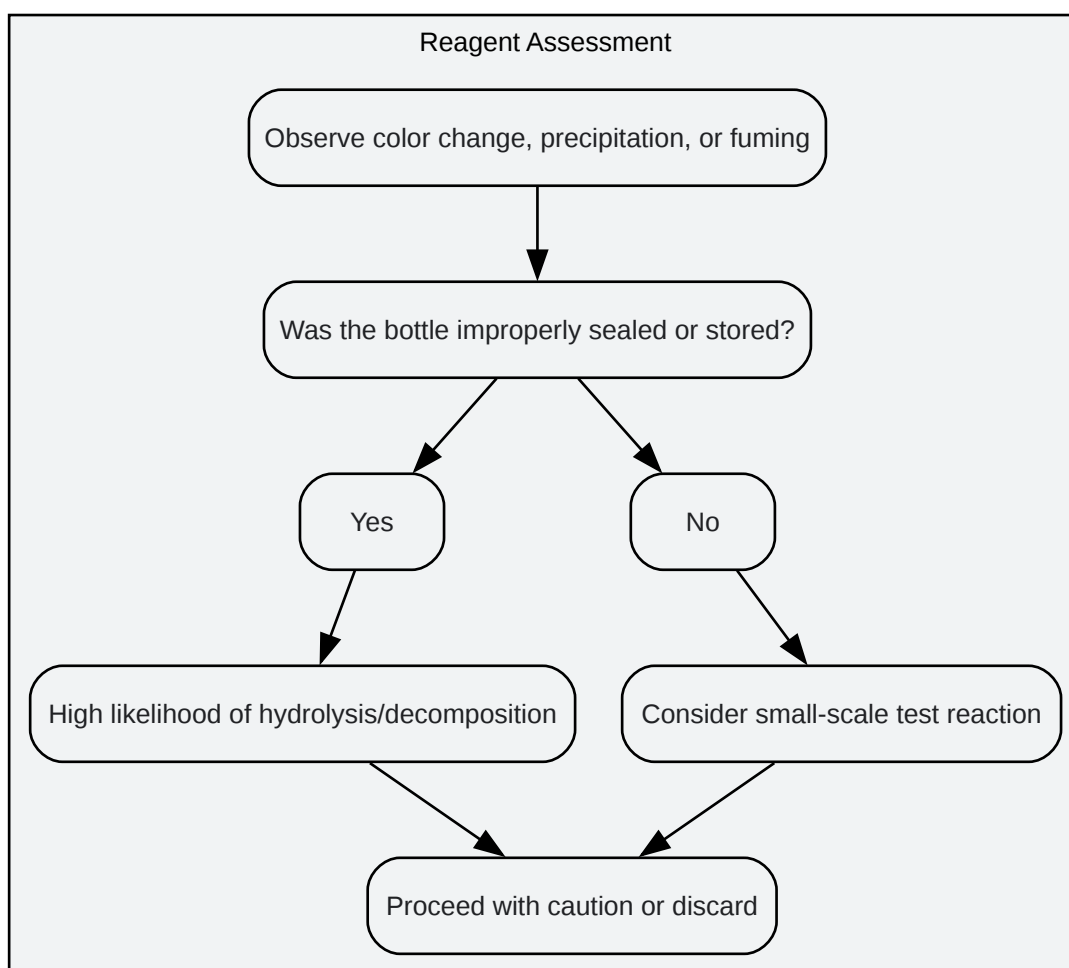 Reagent Assessment
Observe color change, precipitation, or fuming
Was the bottle improperly sealed or stored?
Yes
No
High likelihood of hydrolysis/decomposition
Consider small-scale test reaction
Proceed with caution or discard